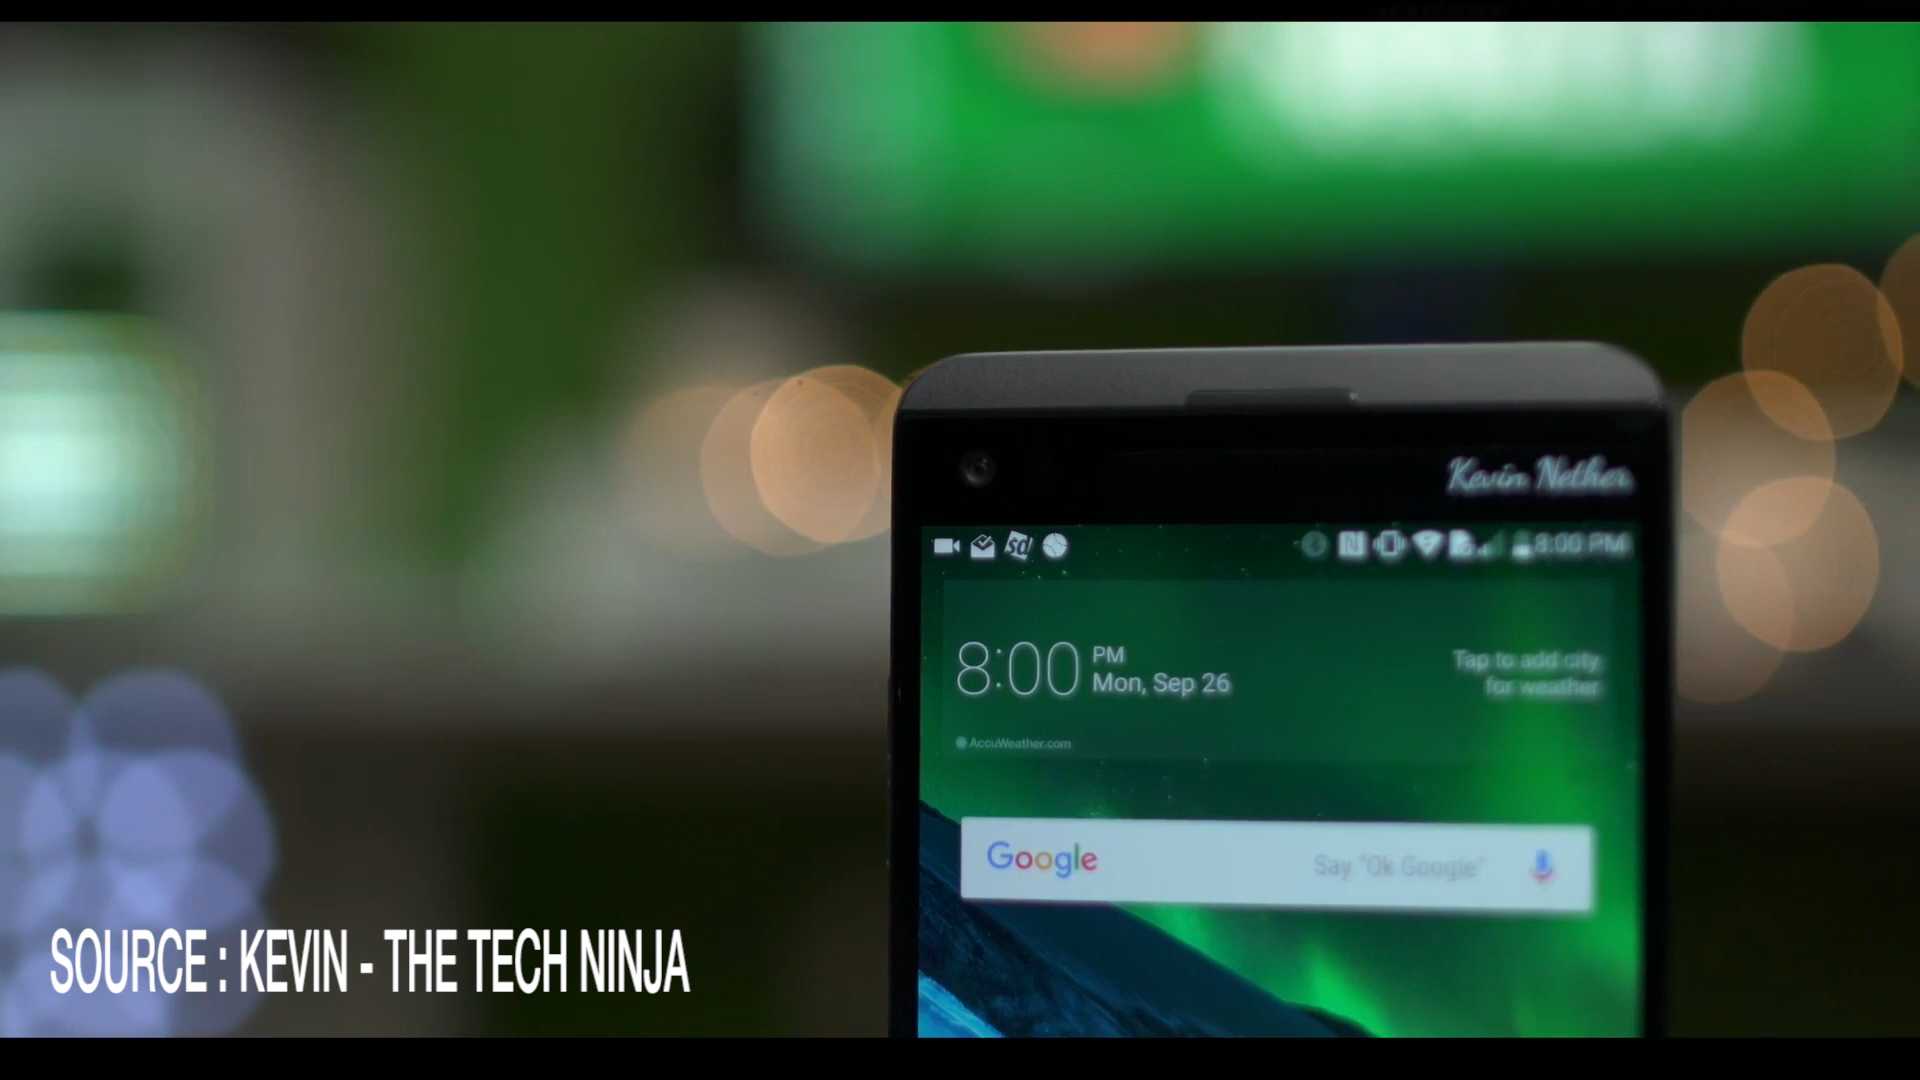 Kevin Nether
8:00 PM
8:00 PM
Mon, Sep 26
Tap to add city
for weather
AccuWeather.com
Google Say "Ok Google"
SOURCE : KEVIN - THE TECH NINJA